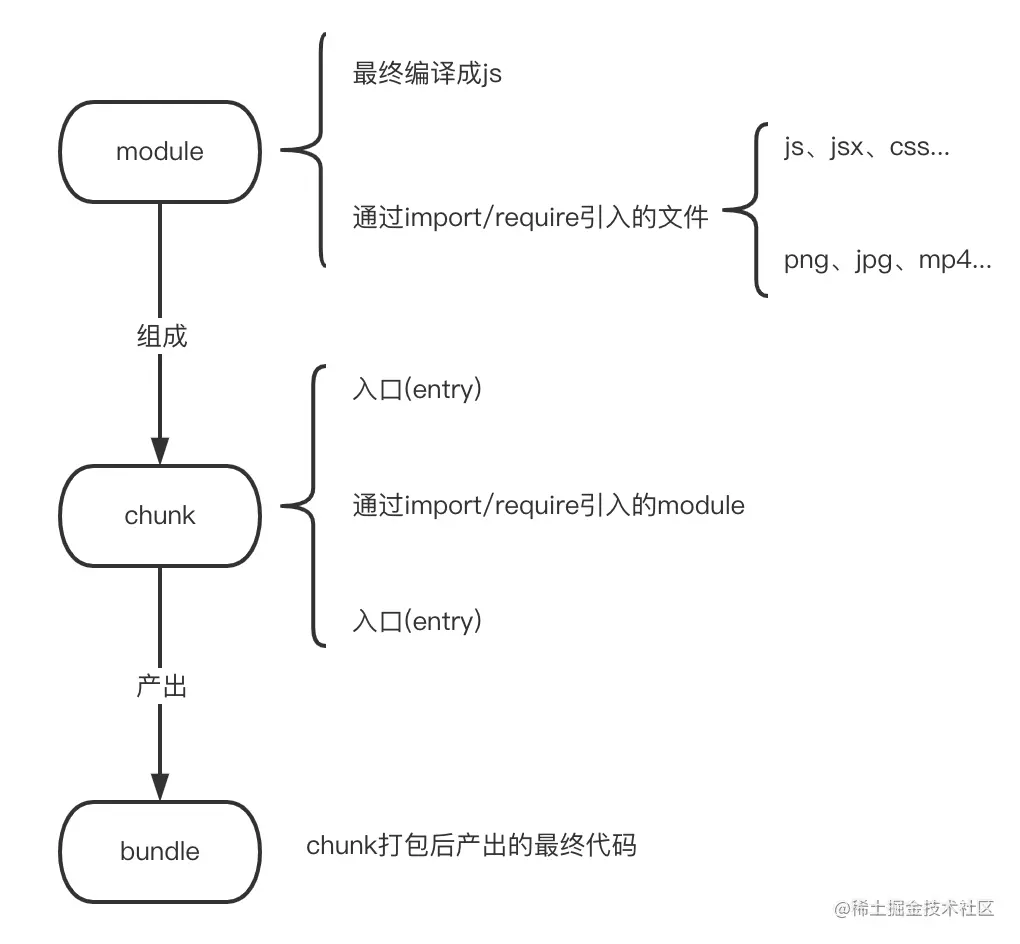 最终编译成js
module
js、jsx、css...
通过import/require引入的文件
png、jpg、mp4...
组成
入口(entry)
chunk
通过import/require引入的module
入口(entry)
产出
bundle
chunk打包后产出的最终代码
@稀土掘金技术社区